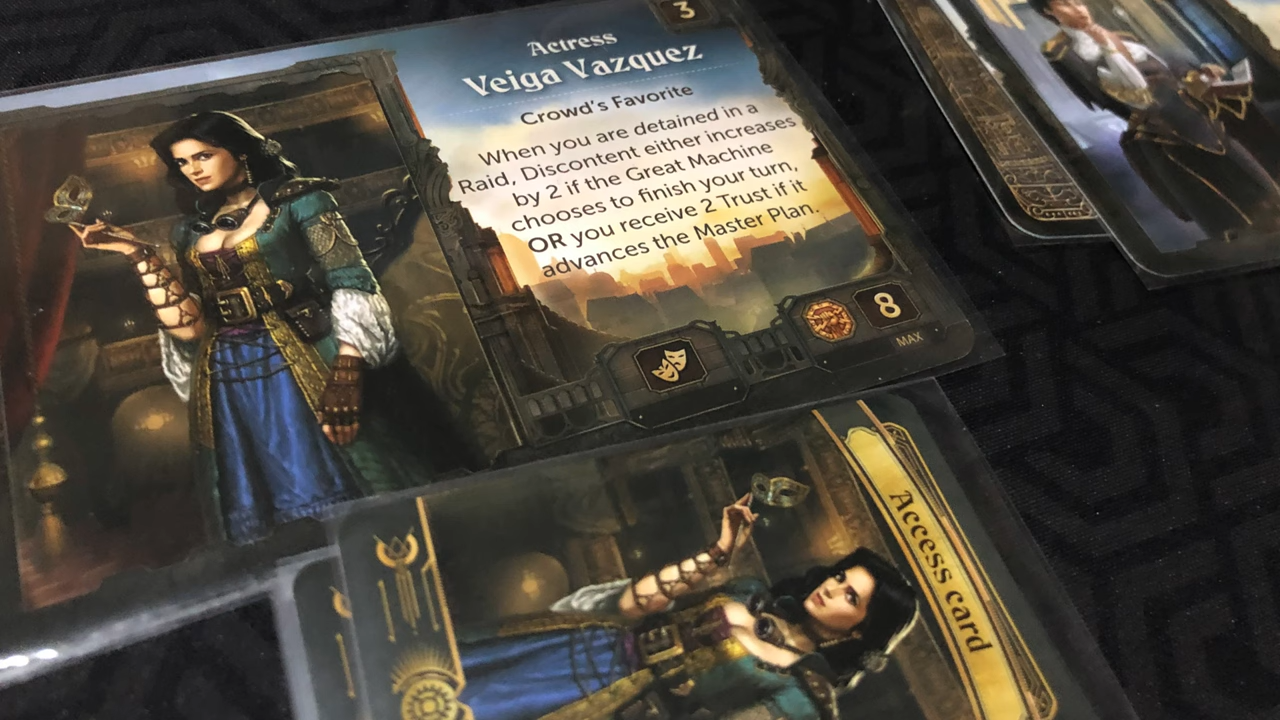 3
Actress
Veiga Vazquez
Crowd's Favorite
When you are detained in a
Raid, Discontent either increases
by 2 if the Great Machine
chooses to finish your turn,
OR you receive 2 Trust if it
advances the Master Plan.
8
MAX
Access card